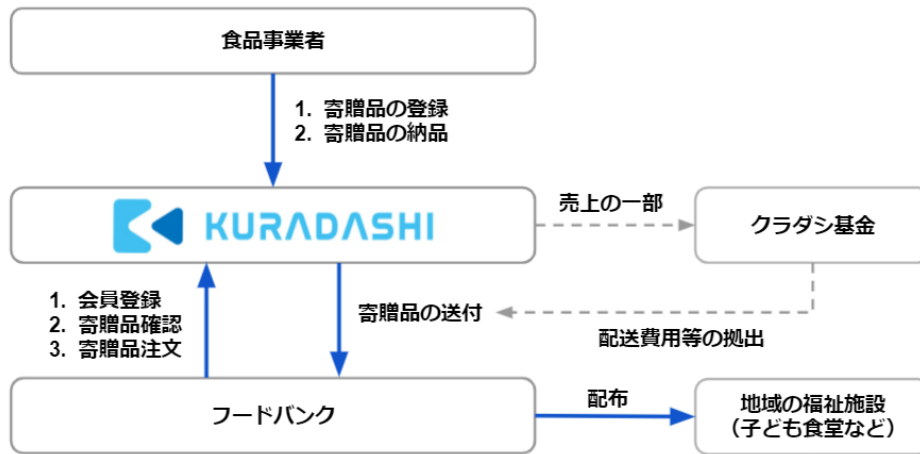 食品事業者
1. 寄贈品の登録
2. 寄贈品の納品
KURADASHI
売上の一部
クラダシ基金
1. 会員登録
2. 寄贈品確認
3. 寄贈品注文
寄贈品の送付
配送費用等の拠出
フードバンク
配布
地域の福祉施設
（子ども食堂など）